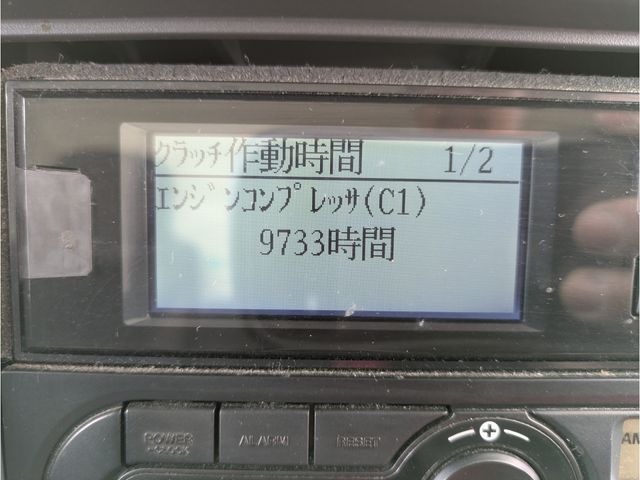 クラッチ作動時間 1/2
ｴﾝｼﾞﾝｺﾝﾌﾟﾚｯｻ(C1)
9733時間
POWER
ALARM
RESET
+
AM